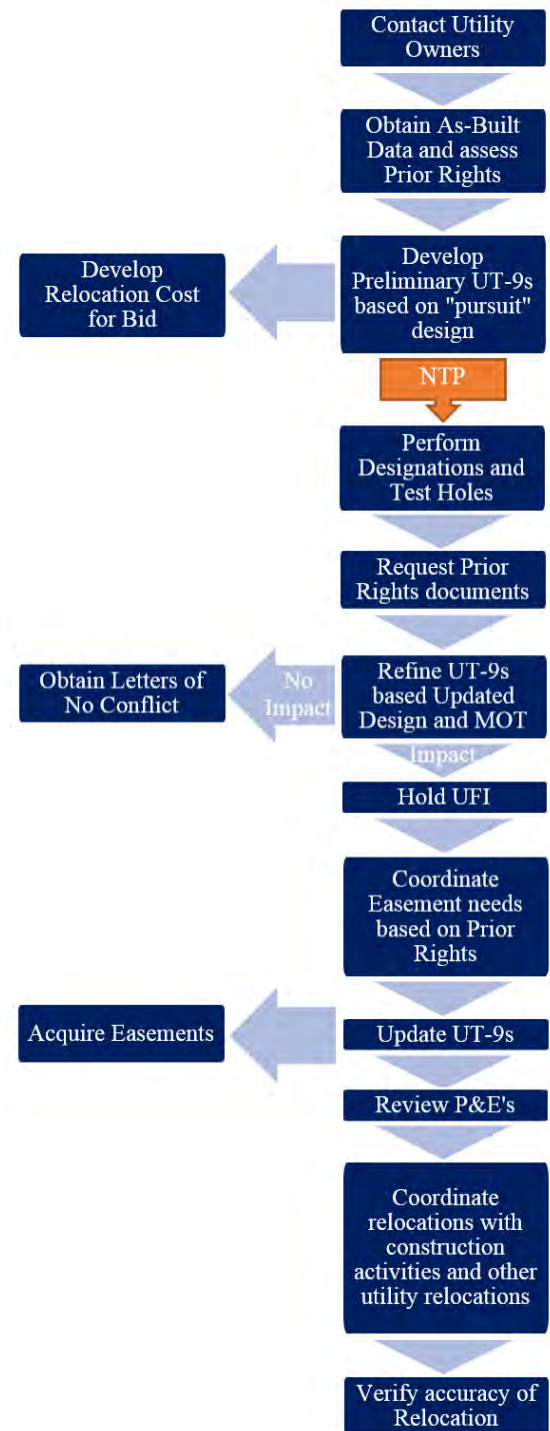 Contact Utility
Owners
Obtain As-Built
Data and assess
Prior Rights
Develop
Relocation Cost
for Bid
Develop
Preliminary UT-9s
based on "pursuit"
design
NTP
Perform
Designations and
Test Holes
Request Prior
Rights documents
Obtain Letters of
No Conflict
No
Impact
Refine UT-9s
based Updated
Design and MOT
Impact
Hold UFI
Coordinate
Easement needs
based on Prior
Rights
Acquire Easements
Update UT-9s
Review P&E's
Coordinate
relocations with
construction
activities and other
utility relocations
Verify accuracy of
Relocation